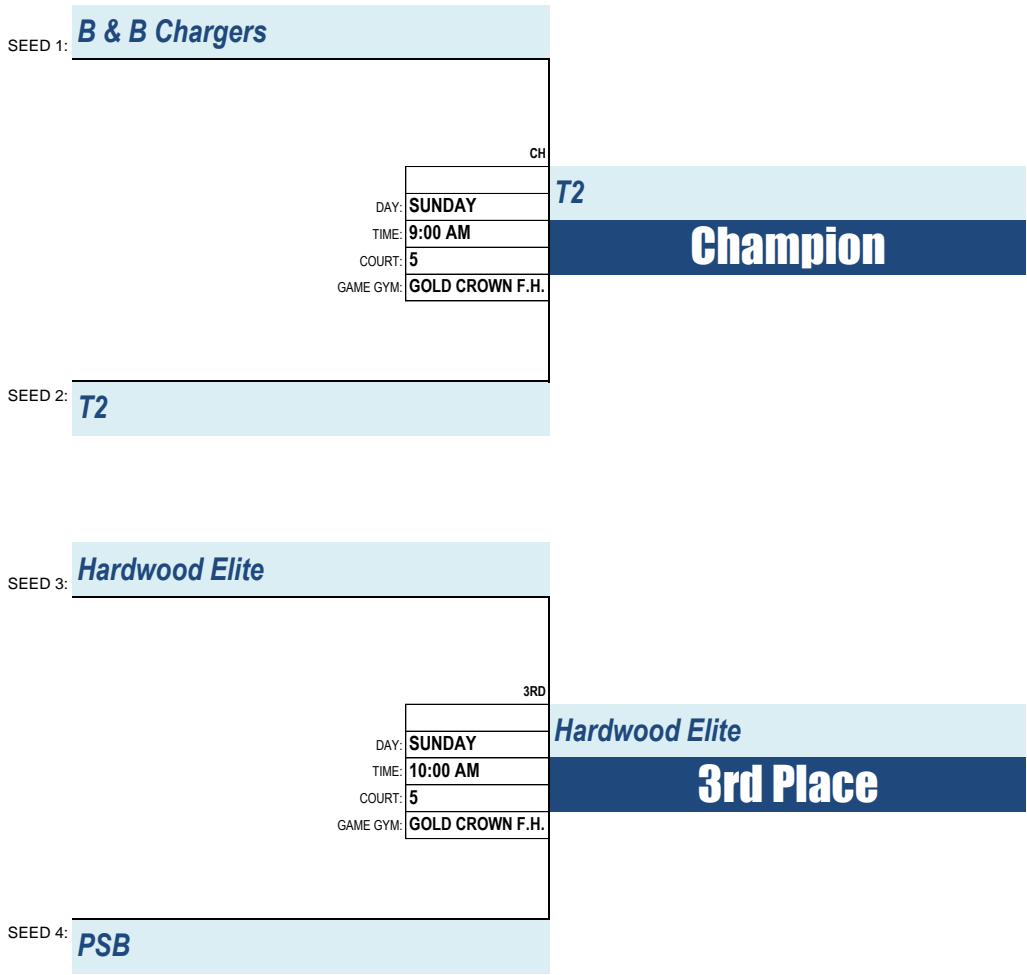 SEED 1: B & B Chargers
CH
T2
DAY: SUNDAY
TIME: 9:00 AM
Champion
COURT: 5
GAME GYM: GOLD CROWN F.H.
SEED 2: T2
SEED 3: Hardwood Elite
3RD
Hardwood Elite
DAY: SUNDAY
TIME: 10:00 AM
3rd Place
COURT: 5
GAME GYM: GOLD CROWN F.H.
SEED 4: PSB